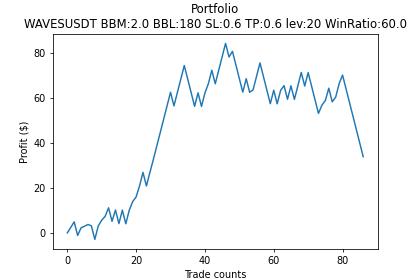 Portfolio
WAVESUSDT BBM:2.0 BBL:180 SL:0.6 TP:0.6 lev:20 WinRatio:60.0
80
60
40
20
0
Profit ($)
0 20 40 60 80
Trade counts